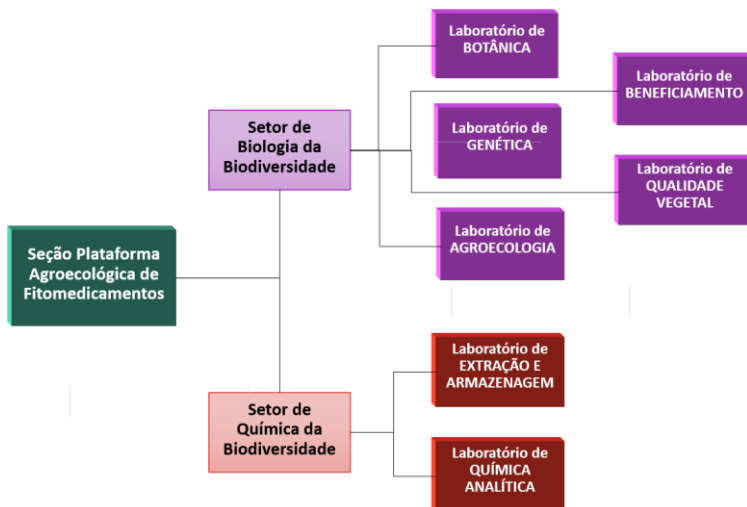 Laboratório de
BOTÂNICA
Laboratório de
BENEFICIAMENTO
Setor de
Biologia da
Biodiversidade
Laboratório de
GENÉTICA
Laboratório de
QUALIDADE
VEGETAL
Laboratório de
AGROECOLOGIA
Seção Plataforma
Agroecológica de
Fitomedicamentos
Laboratório de
EXTRAÇÃO E
ARMAZENAGEM
Setor de
Química da
Biodiversidade
Laboratório de
QUÍMICA
ANALÍTICA